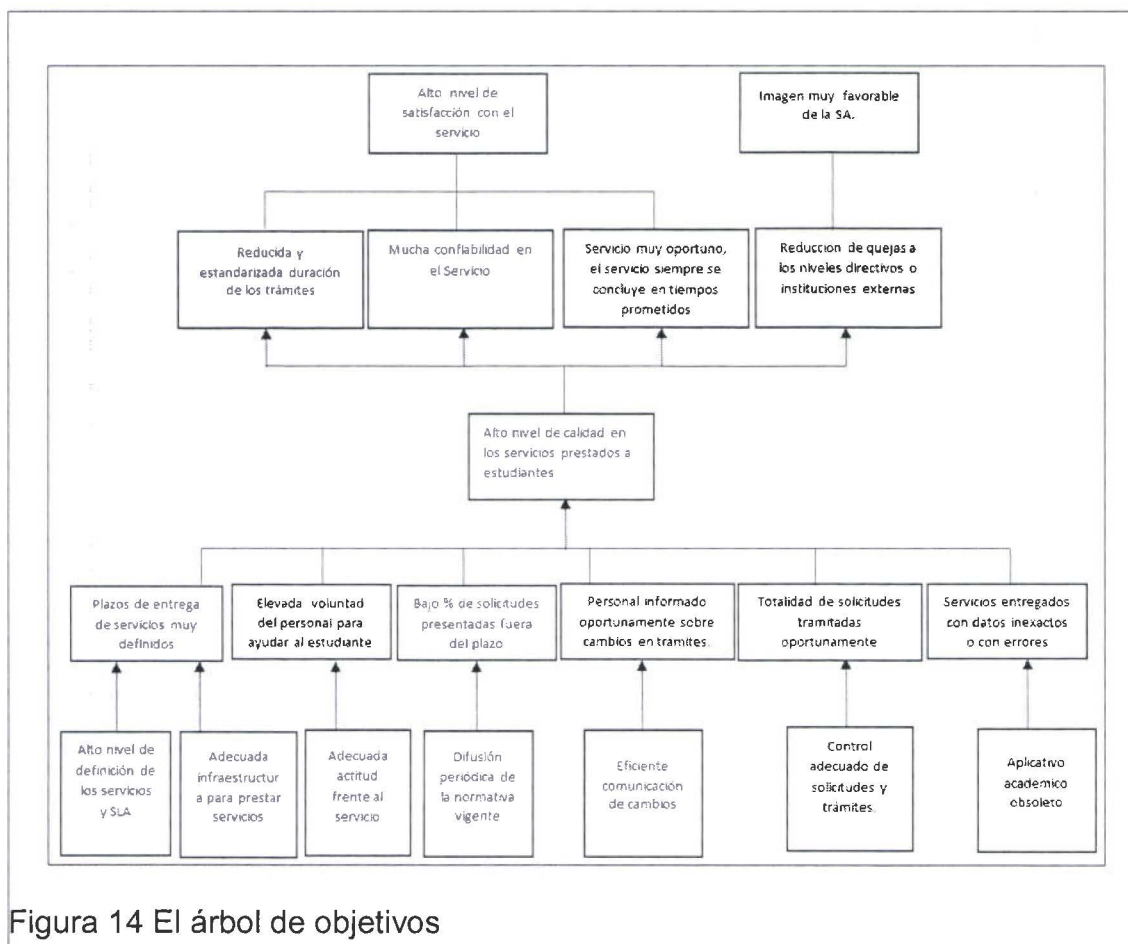 Alto nivel de
satisfacción con el
servicio
Imagen muy favorable
de la SA.
Reducida y
estandarizada duración
de los trámites
Mucha confiabilidad en
el Servicio
Servicio muy oportuno,
el servicio siempre se
concluye en tiempos
prometidos
Reduccion de quejas a
los niveles directivos o
instituciones externas
Alto nivel de calidad en
los servicios prestados a
estudiantes
Plazos de entrega
de servicios muy
definidos
Elevada voluntad
del personal para
ayudar al estudiante
Bajo % de solicitudes
presentadas fuera
del plazo
Personal informado
oportunamente sobre
cambios en tramites.
Totalidad de solicitudes
tramitadas
oportunamente
Servicios entregados
con datos inexactos
o con errores
Alto nivel de
definición de
los servicios
y SLA
Adecuada
infraestructur
a para prestar
servicios
Adecuada
actitud
frente al
servicio
Difusión
periódica de
la normativa
vigente
Eficiente
comunicación
de cambios
Control
adecuado de
solicitudes y
trámites.
Aplicativo
academico
obsoleto
Figura 14 El árbol de objetivos